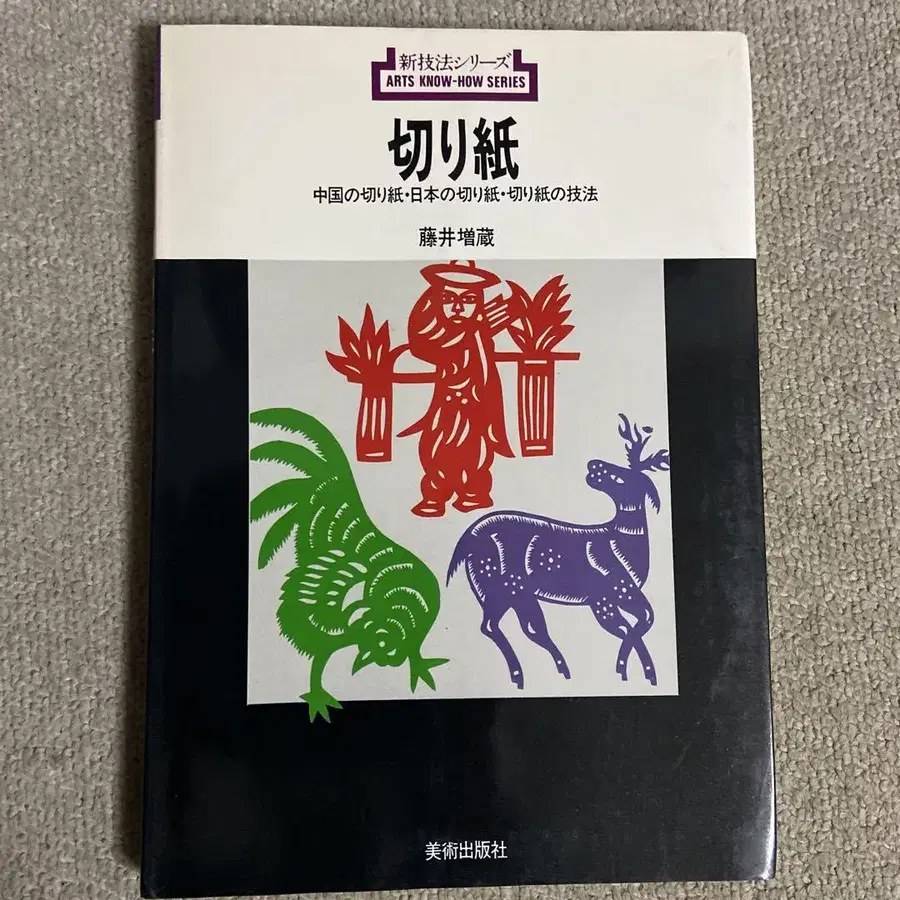 新技法シリーズ
ARTS KNOW-HOW SERIES
切り紙
中国の切り紙・日本の切り紙・切り紙の技法
藤井増蔵
美術出版社